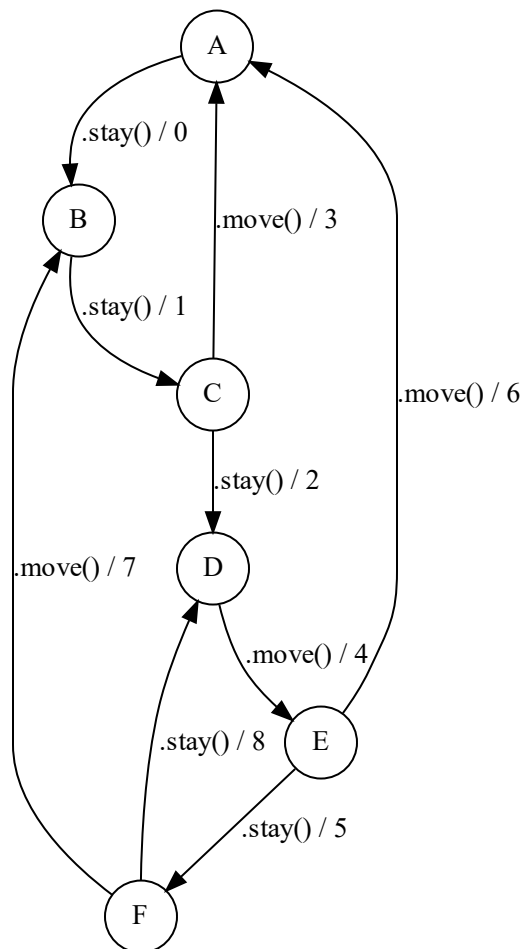 A
.stay() / 0
B
.move() / 3
.stay() / 1
C
.move() / 6
.stay() / 2
D
.move() / 7
.move() / 4
.stay() / 8
E
.stay() / 5
F